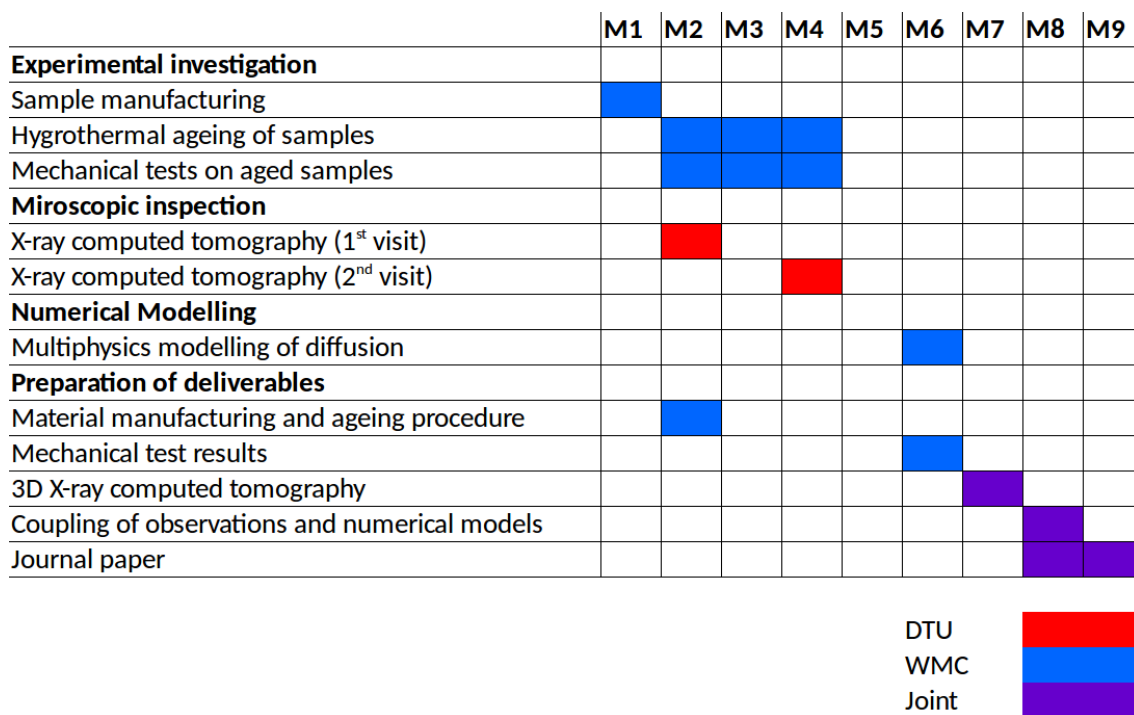 M1 M2 M3 M4 M5 M6 M7 M8 M9
Experimental investigation
Sample manufacturing
Hygrothermal ageing of samples
Mechanical tests on aged samples
Miroscopic inspection
X-ray computed tomography (1st visit)
X-ray computed tomography (2nd visit)
Numerical Modelling
Multiphysics modelling of diffusion
Preparation of deliverables
Material manufacturing and ageing procedure
Mechanical test results
3D X-ray computed tomography
Coupling of observations and numerical models
Journal paper
DTU
WMC
Joint